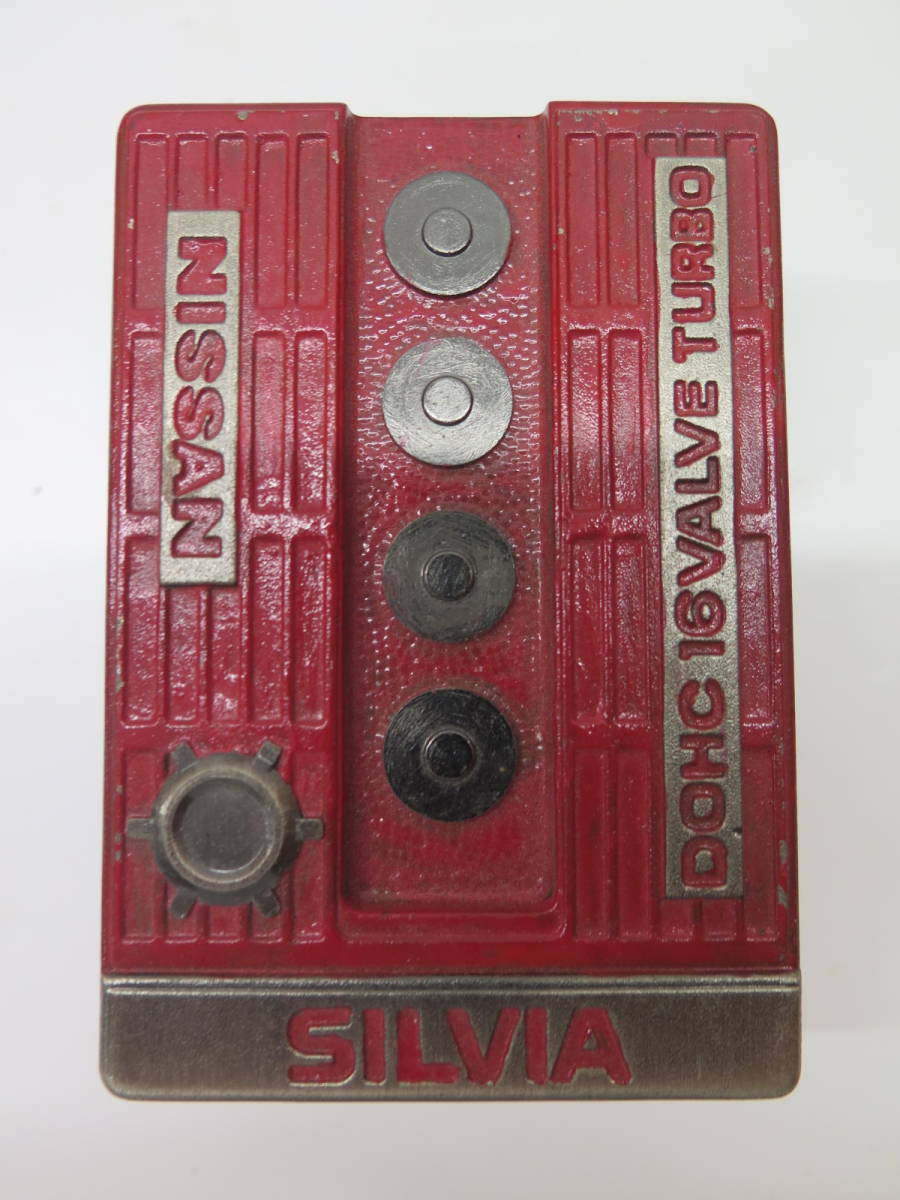 NISSAN
DOHC 16VALVE TURBO
SILVIA